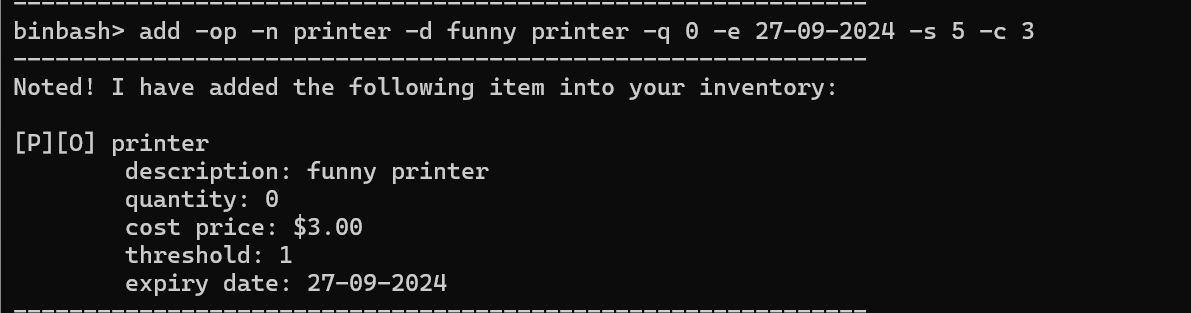 -------------------------------------------------------------
binbash> add -op -n printer -d funny printer -q 0 -e 27-09-2024 -s 5 -c 3
-------------------------------------------------------------
Noted! I have added the following item into your inventory:

[P][O] printer
        description: funny printer
        quantity: 0
        cost price: $3.00
        threshold: 1
        expiry date: 27-09-2024
-------------------------------------------------------------